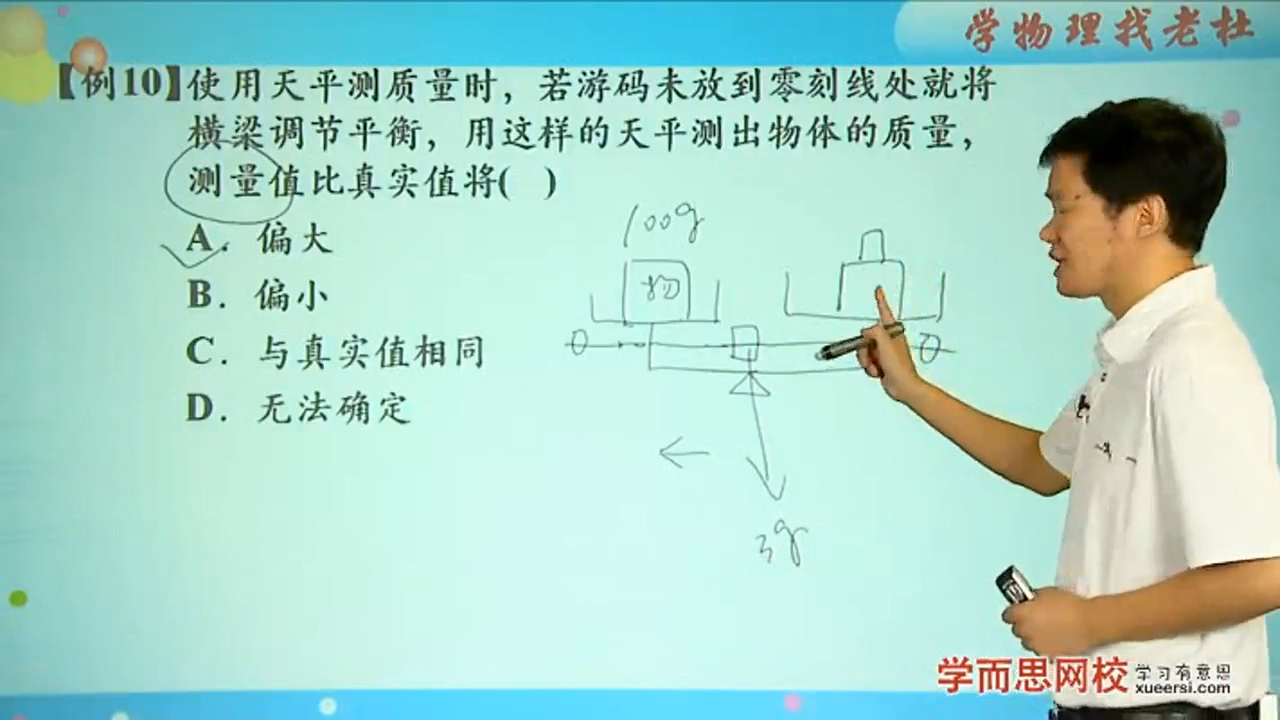 学物理找老杜
【例10】使用天平测质量时，若游码未放到零刻线处就将
横梁调节平衡，用这样的天平测出物体的质量，
测量值比真实值将( )
A．偏大
B．偏小
C．与真实值相同
D．无法确定
100g
物
3g
学而思网校 学习有意思
xueersi.com